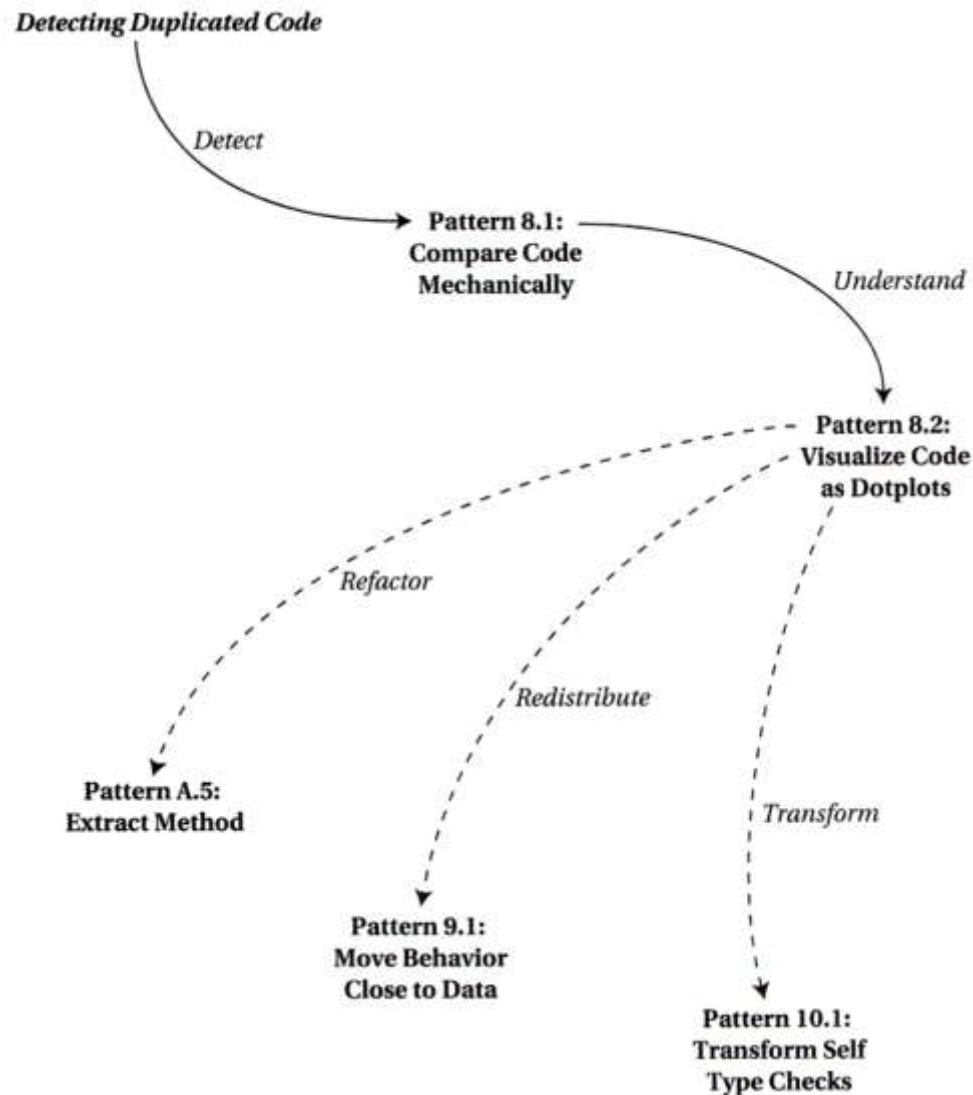 Detecting Duplicated Code
Detect
Pattern 8.1:
Compare Code
Mechanically
Understand
Pattern 8.2:
Visualize Code
as Dotplots
Refactor
Redistribute
Pattern A.5:
Extract Method
Transform
Pattern 9.1:
Move Behavior
Close to Data
Pattern 10.1:
Transform Self
Type Checks